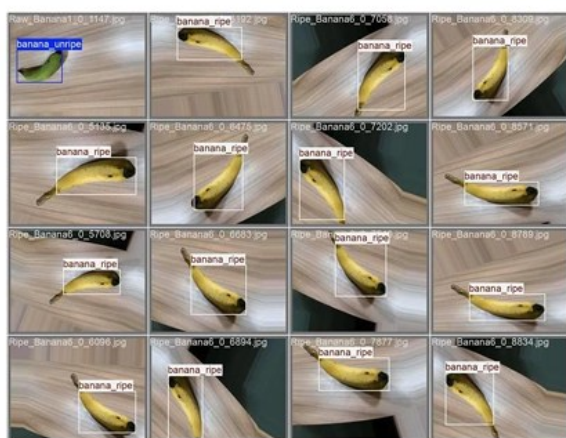 Raw_Banana1_0_1147.jpg
banana_unripe
banana_ripe
Ripe_Banana6_0_7058.jpg
banana_ripe
Ripe_Banana6_0_8309.jpg
banana_ripe
Ripe_Banana6_0_5135.jpg
banana_ripe
Ripe_Banana6_0_6475.jpg
banana_ripe
Ripe_Banana6_0_7202.jpg
banana_ripe
Ripe_Banana6_0_8571.jpg
banana_ripe
Ripe_Banana6_0_5708.jpg
banana_ripe
Ripe_Banana6_0_6683.jpg
banana_ripe
banana_ripe
Ripe_Banana6_0_8789.jpg
banana_ripe
Ripe_Banana6_0_6096.jpg
banana_ripe
Ripe_Banana6_0_6894.jpg
banana_ripe
Ripe_Banana6_0_7877.jpg
banana_ripe
Ripe_Banana6_0_8834.jpg
banana_ripe